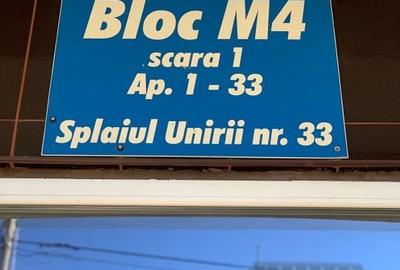 Bloc M4
scara 1
Ap. 1 - 33
Splaiul Unirii nr. 33